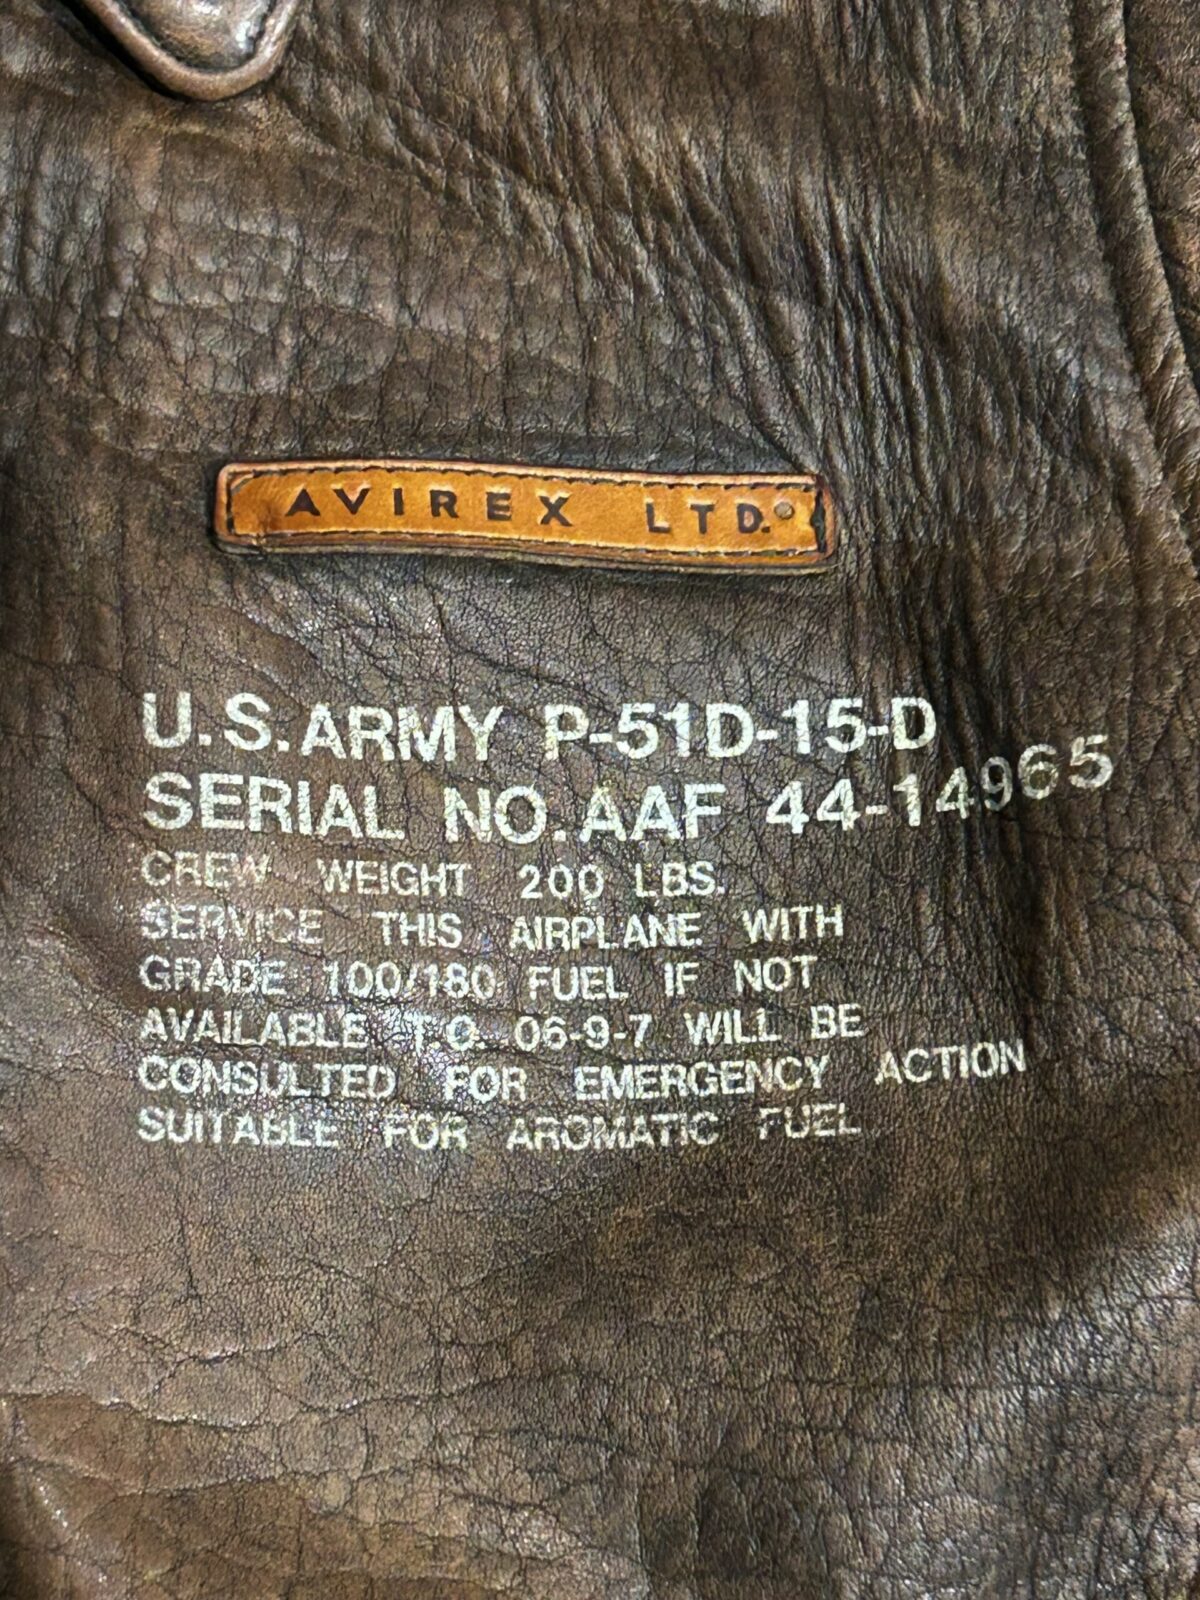 AVIREX LTD.®
U.S. ARMY P-51D-15-D
SERIAL NO. AAF 44-14965
CREW WEIGHT 200 LBS.
SERVICE THIS AIRPLANE WITH
GRADE 100/180 FUEL IF NOT
AVAILABLE T.O. 06-9-7 WILL BE
CONSULTED FOR EMERGENCY ACTION
SUITABLE FOR AROMATIC FUEL